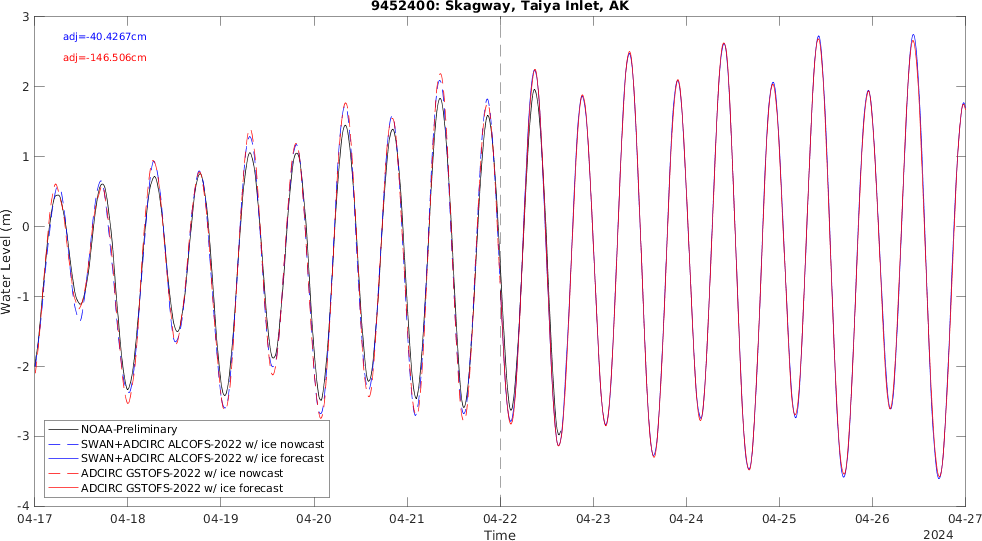 9452400: Skagway, Taiya Inlet, AK
adj=-40.4267cm
adj=-146.506cm
Water Level (m)
3
2
1
0
-1
-2
-3
-4
NOAA-Preliminary
SWAN+ADCIRC ALCOFS-2022 w/ ice nowcast
SWAN+ADCIRC ALCOFS-2022 w/ ice forecast
ADCIRC GSTOFS-2022 w/ ice nowcast
ADCIRC GSTOFS-2022 w/ ice forecast
04-17 04-18 04-19 04-20 04-21 04-22 04-23 04-24 04-25 04-26 04-27
Time
2024